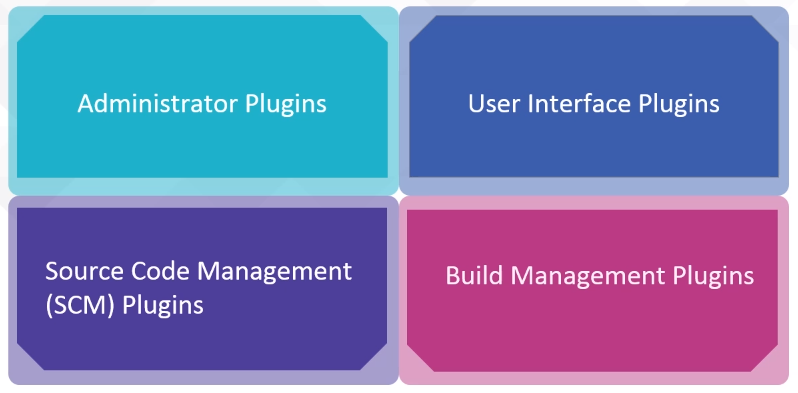 Administrator Plugins
User Interface Plugins
Source Code Management
(SCM) Plugins
Build Management Plugins